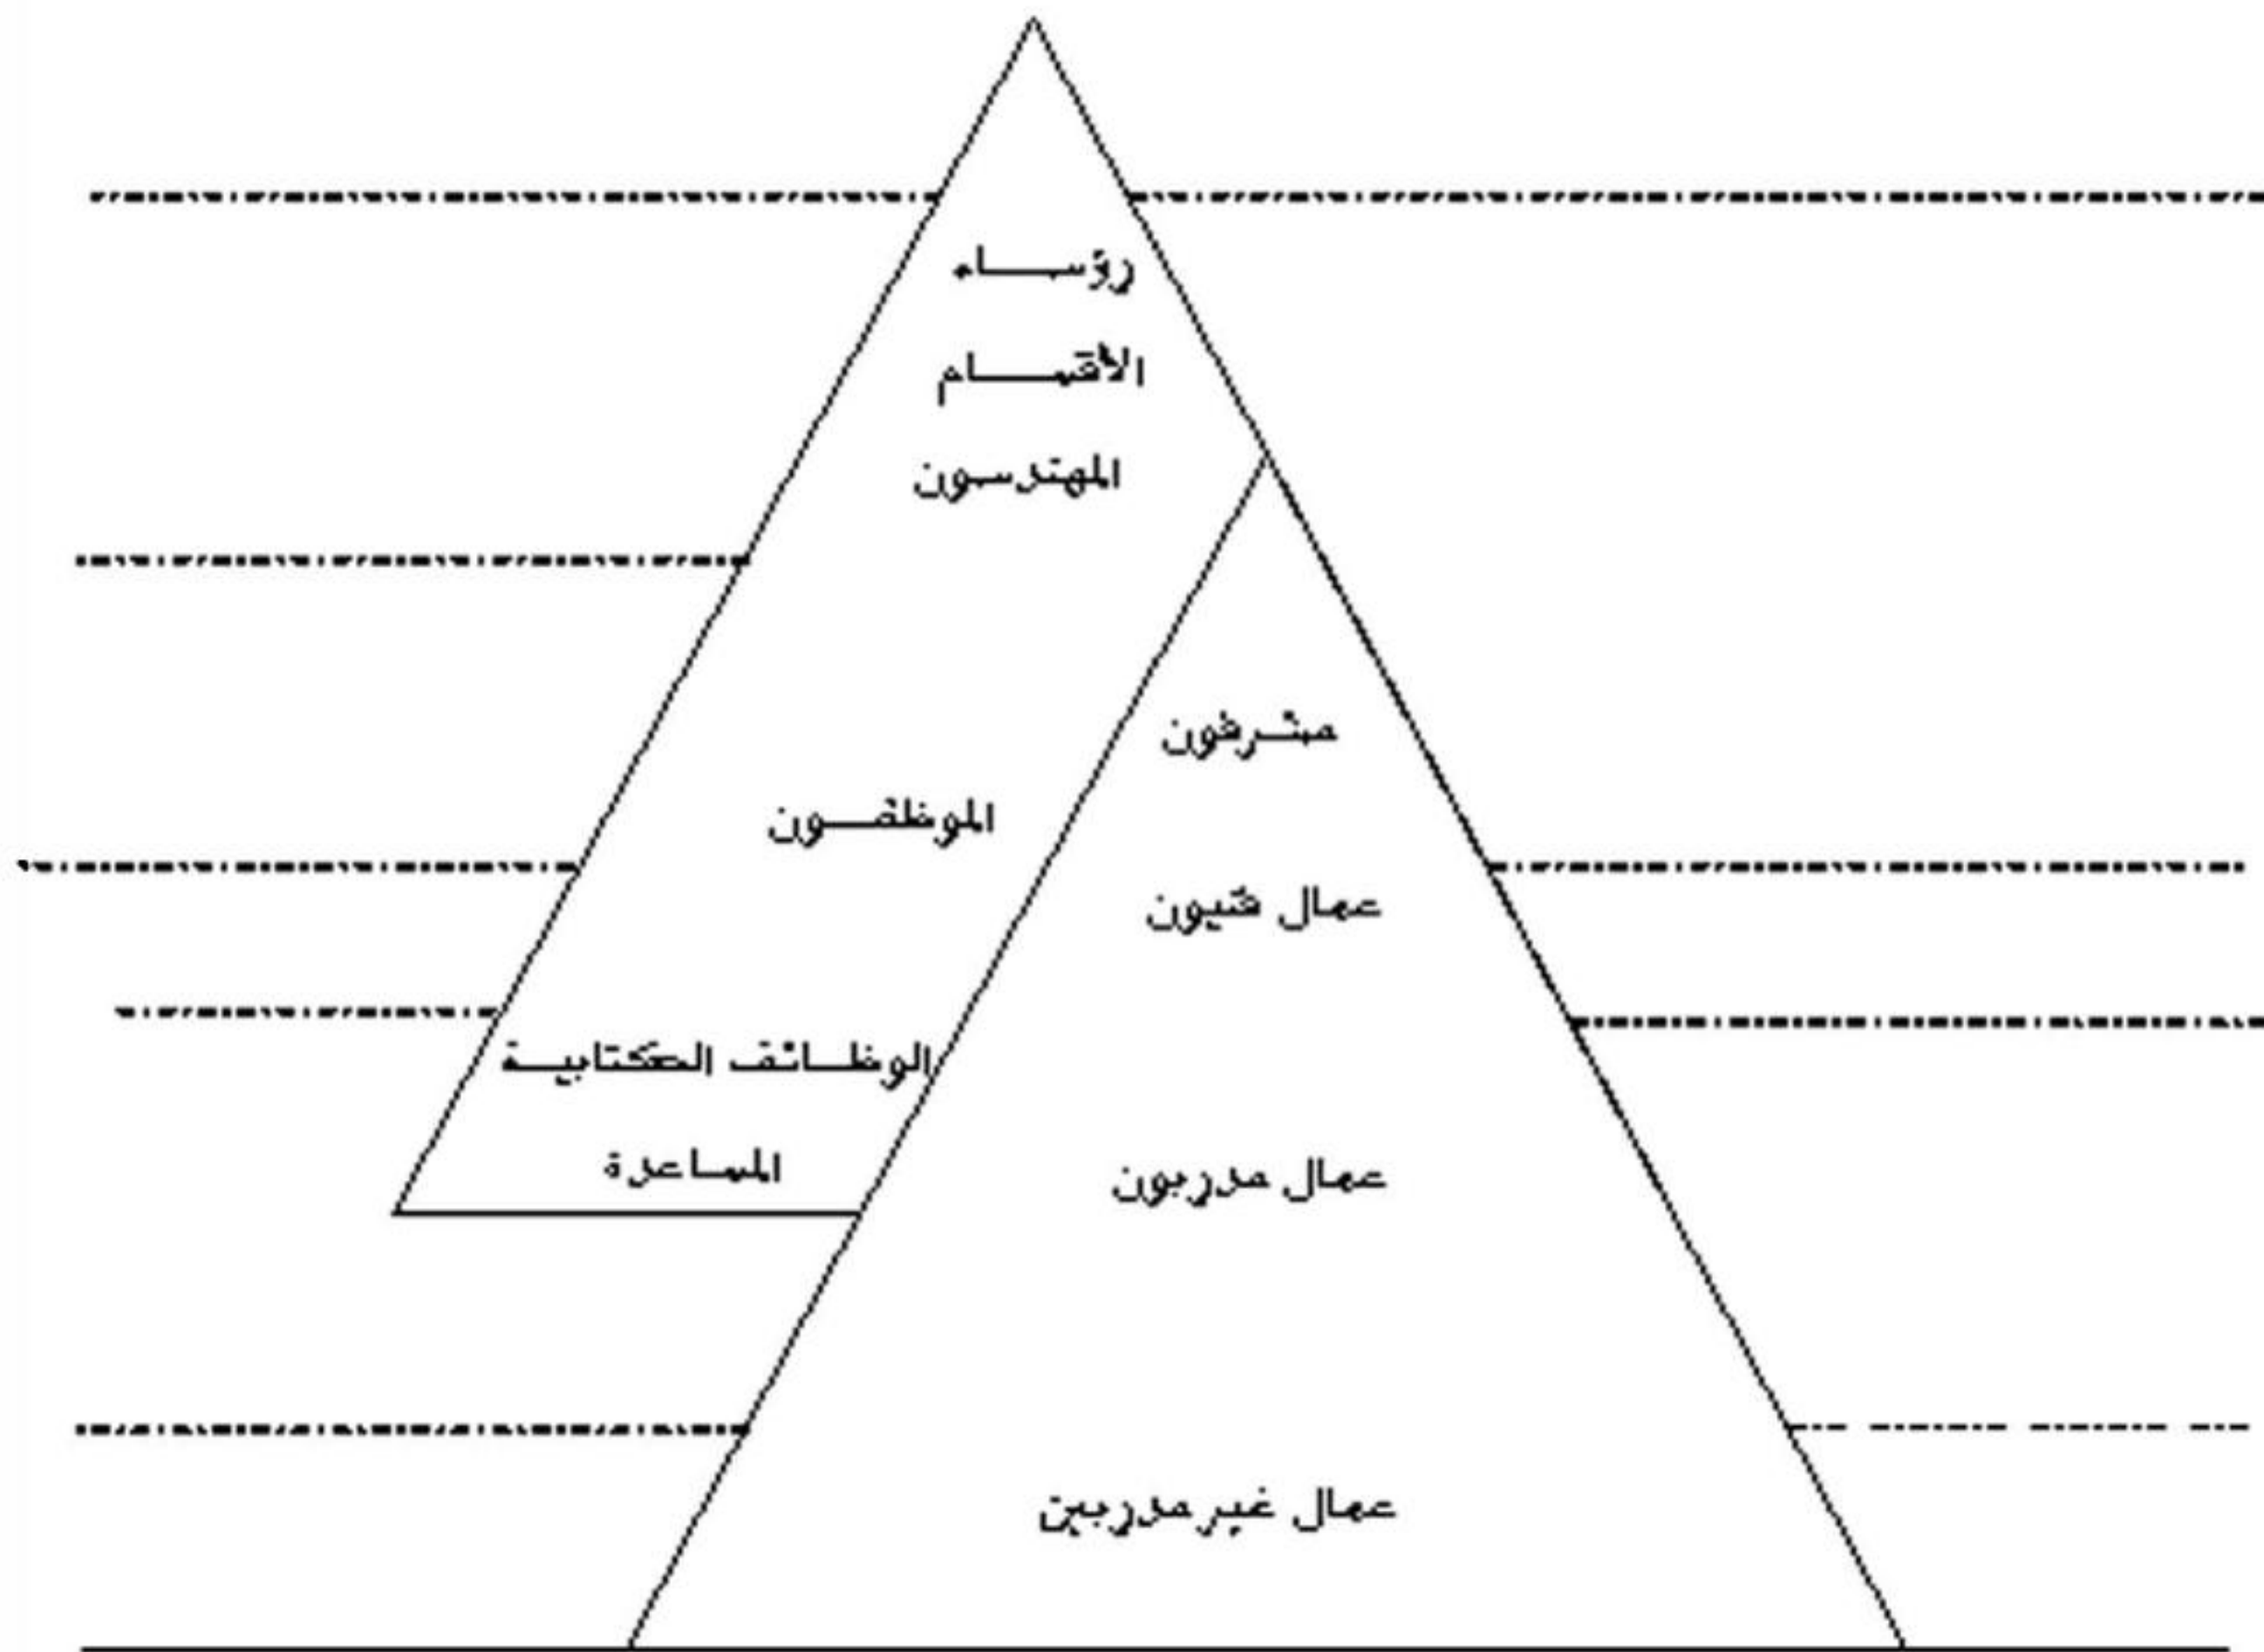 رؤساء
الأقسام
المهندسون
مشرفون
الموظفون
عمال فنيون
الوظائف الكتابية
المساعدة
عمال مدربون
عمال غير مدربين